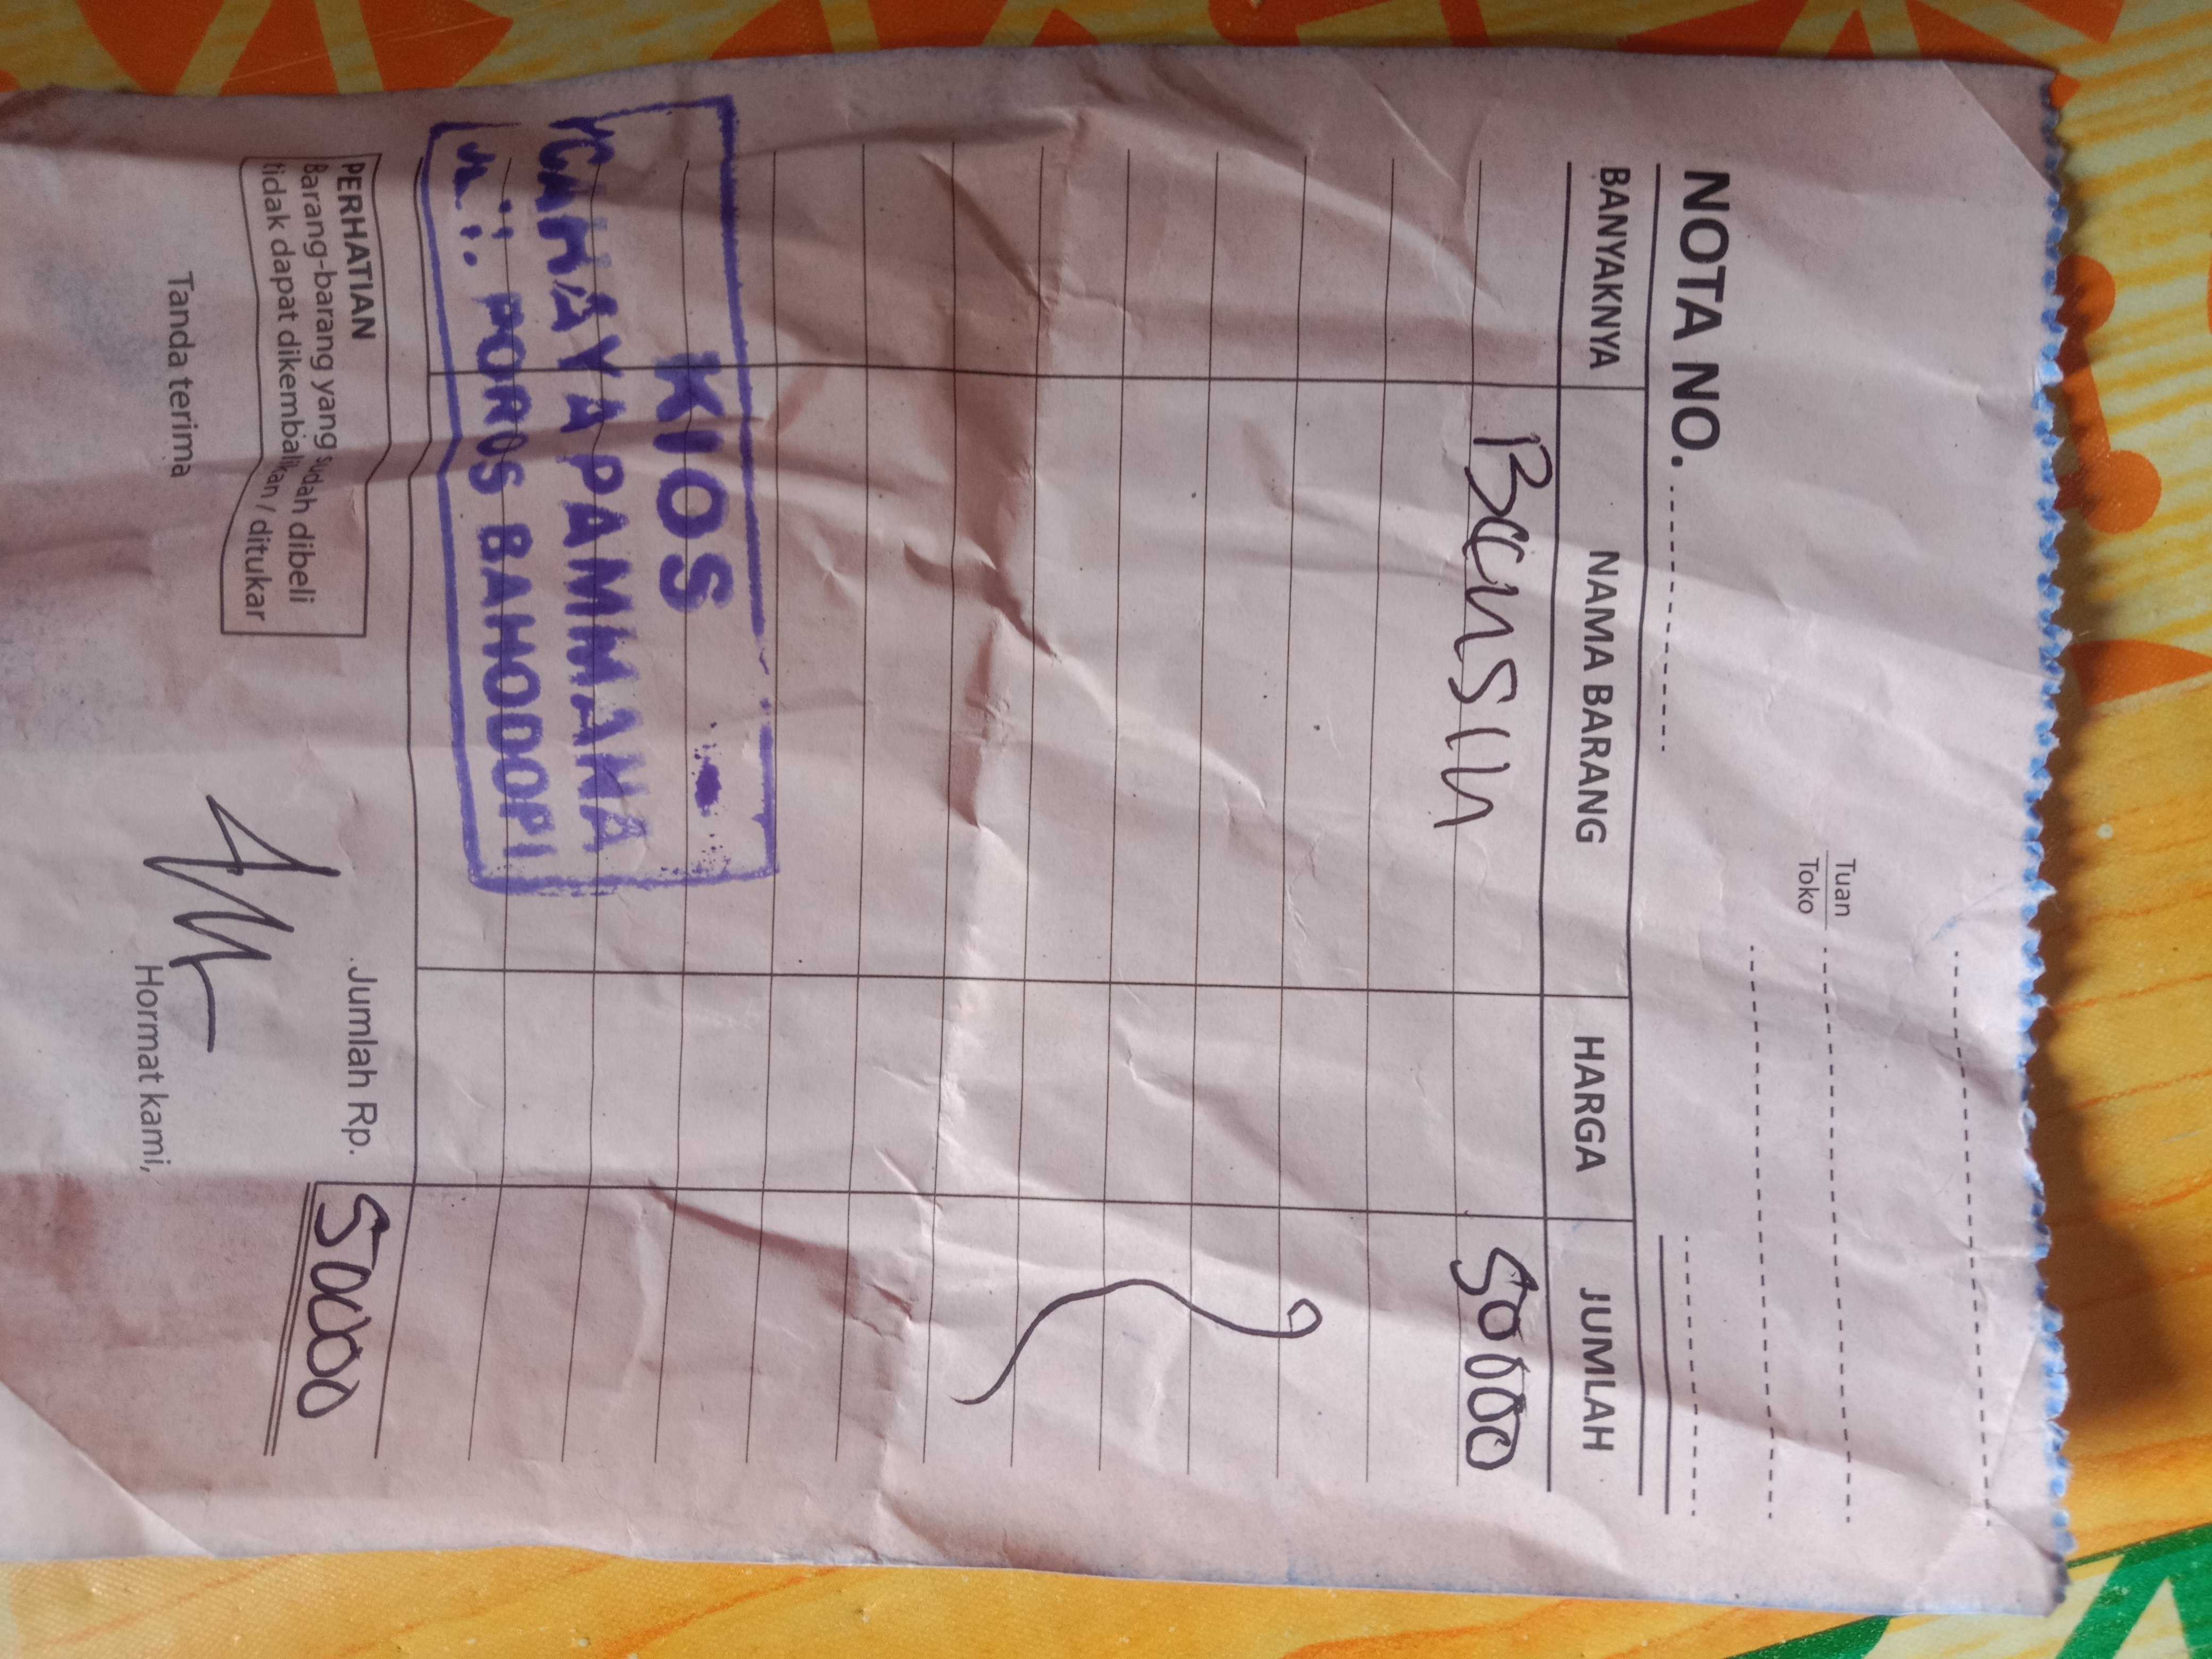 Tuan
Toko
NOTA NO.
BANYAKNYA NAMA BARANG HARGA JUMLAH
Bensin 50000
KIOS
CAHAYA PAMMANA
POROS BAHODOPI
Jumlah Rp. 50000
PERHATIAN
Barang-barang yang sudah dibeli
tidak dapat dikembalikan / ditukar
Tanda terima Hormat kami,